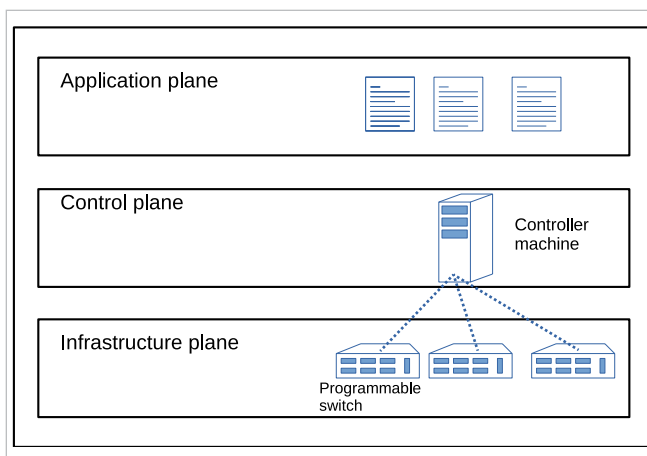 Application plane
Control plane
Controller
machine
Infrastructure plane
Programmable
switch